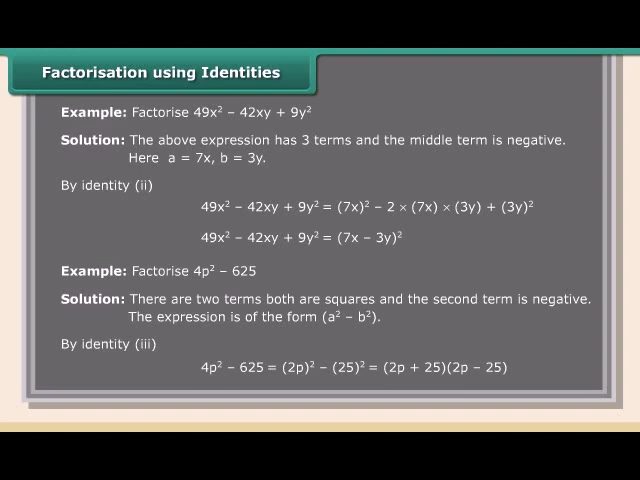 Factorisation using Identities
Example: Factorise 49x² – 42xy + 9y²
Solution: The above expression has 3 terms and the middle term is negative.
Here a = 7x, b = 3y.
By identity (ii)
49x² – 42xy + 9y² = (7x)² – 2 × (7x) × (3y) + (3y)²
49x² – 42xy + 9y² = (7x – 3y)²
Example: Factorise 4p² – 625
Solution: There are two terms both are squares and the second term is negative.
The expression is of the form (a² – b²).
By identity (iii)
4p² – 625 = (2p)² – (25)² = (2p + 25)(2p – 25)